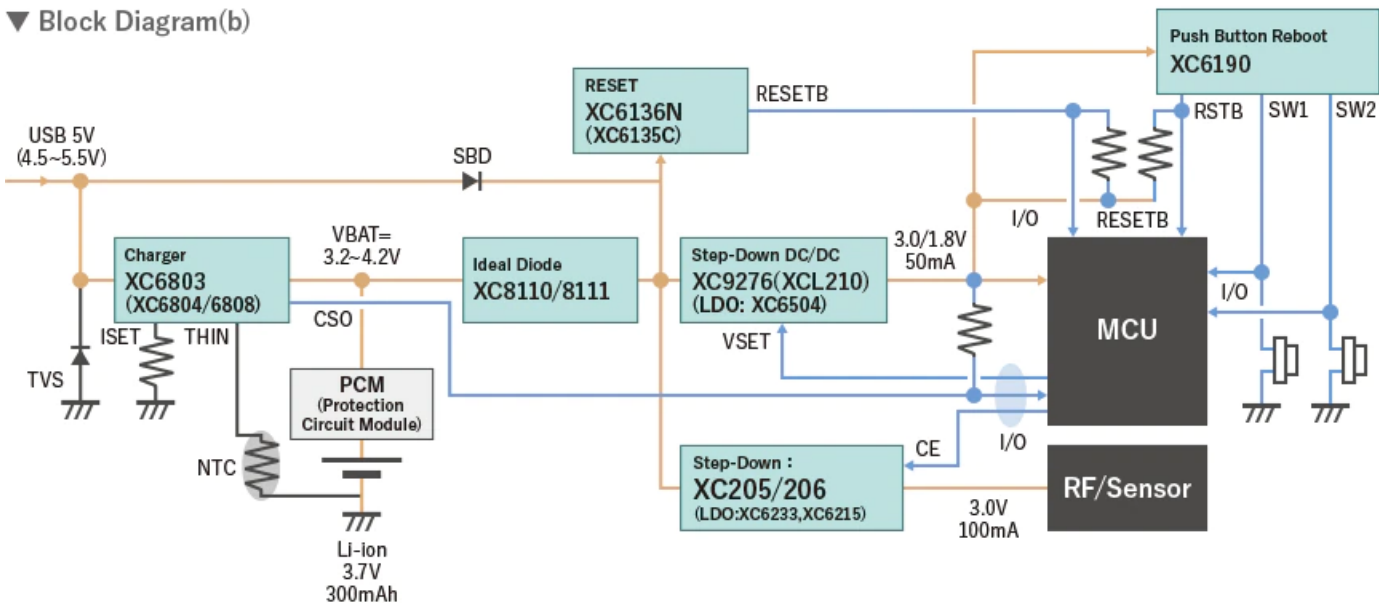 ▼ Block Diagram(b)
Push Button Reboot
XC6190
RESET
XC6136N
(XC6135C)
RESETB
RSTB
SW1
SW2
USB 5V
(4.5~5.5V)
SBD
I/O
RESETB
Charger
XC6803
(XC6804/6808)
VBAT=
3.2~4.2V
Ideal Diode
XC8110/8111
Step-Down DC/DC
XC9276(XCL210)
(LDO: XC6504)
3.0/1.8V
50mA
MCU
I/O
ISET
THIN
CSO
VSET
TVS
PCM
(Protection
Circuit Module)
I/O
CE
NTC
Step-Down :
XC205/206
(LDO:XC6233,XC6215)
3.0V
100mA
RF/Sensor
Li-ion
3.7V
300mAh